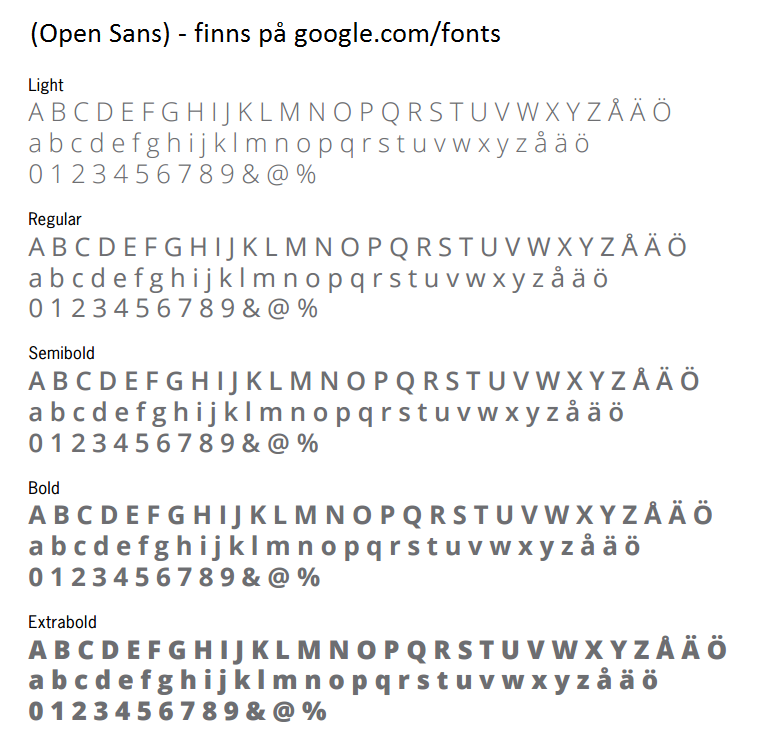 (Open Sans) - finns på google.com/fonts
Light
A B C D E F G H I J K L M N O P Q R S T U V W X Y Z Å Ä Ö
a b c d e f g h i j k l m n o p q r s t u v w x y z å ä ö
0 1 2 3 4 5 6 7 8 9 & @ %
Regular
A B C D E F G H I J K L M N O P Q R S T U V W X Y Z Å Ä Ö
a b c d e f g h i j k l m n o p q r s t u v w x y z å ä ö
0 1 2 3 4 5 6 7 8 9 & @ %
Semibold
A B C D E F G H I J K L M N O P Q R S T U V W X Y Z Å Ä Ö
a b c d e f g h i j k l m n o p q r s t u v w x y z å ä ö
0 1 2 3 4 5 6 7 8 9 & @ %
Bold
A B C D E F G H I J K L M N O P Q R S T U V W X Y Z Å Ä Ö
a b c d e f g h i j k l m n o p q r s t u v w x y z å ä ö
0 1 2 3 4 5 6 7 8 9 & @ %
Extrabold
A B C D E F G H I J K L M N O P Q R S T U V W X Y Z Å Ä Ö
a b c d e f g h i j k l m n o p q r s t u v w x y z å ä ö
0 1 2 3 4 5 6 7 8 9 & @ %